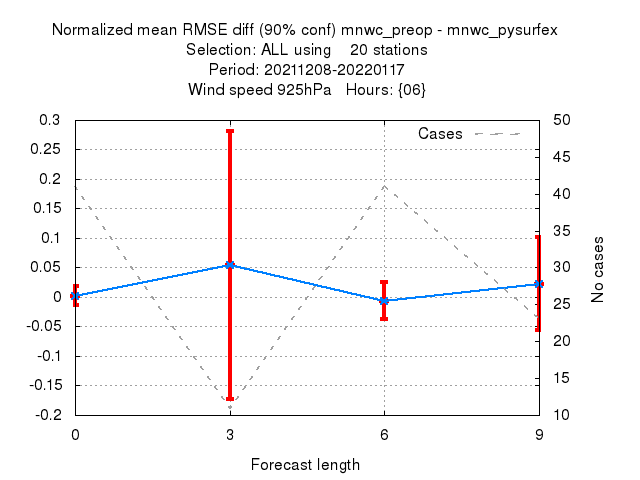 Normalized mean RMSE diff (90% conf) mnwc_preop - mnwc_pysurfex
Selection: ALL using 20 stations
Period: 20211208-20220117
Wind speed 925hPa Hours: {06}
Cases
0.3
0.25
0.2
0.15
0.1
0.05
0
-0.05
-0.1
-0.15
-0.2
50
45
40
35
30
25
20
15
10
No cases
0 3 6 9
Forecast length